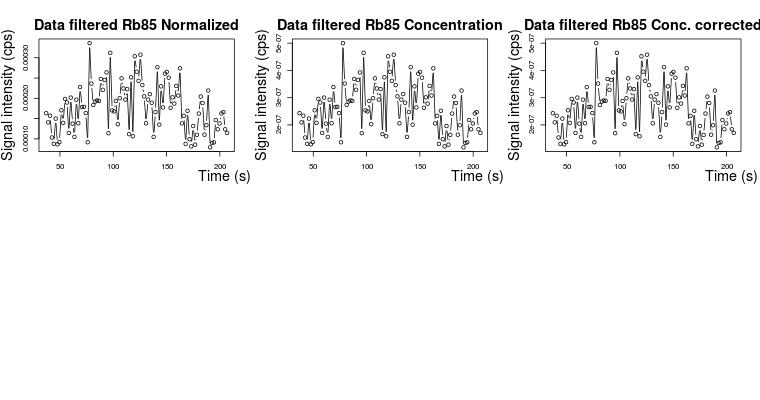 Data filtered Rb85 Normalized
Signal intensity (cps)
0.00010
0.00020
0.00030
50
100
150
200
Time (s)
Data filtered Rb85 Concentration
Signal intensity (cps)
2e-07
3e-07
4e-07
5e-07
50
100
150
200
Time (s)
Data filtered Rb85 Conc. corrected
Signal intensity (cps)
2e-07
3e-07
4e-07
5e-07
50
100
150
200
Time (s)